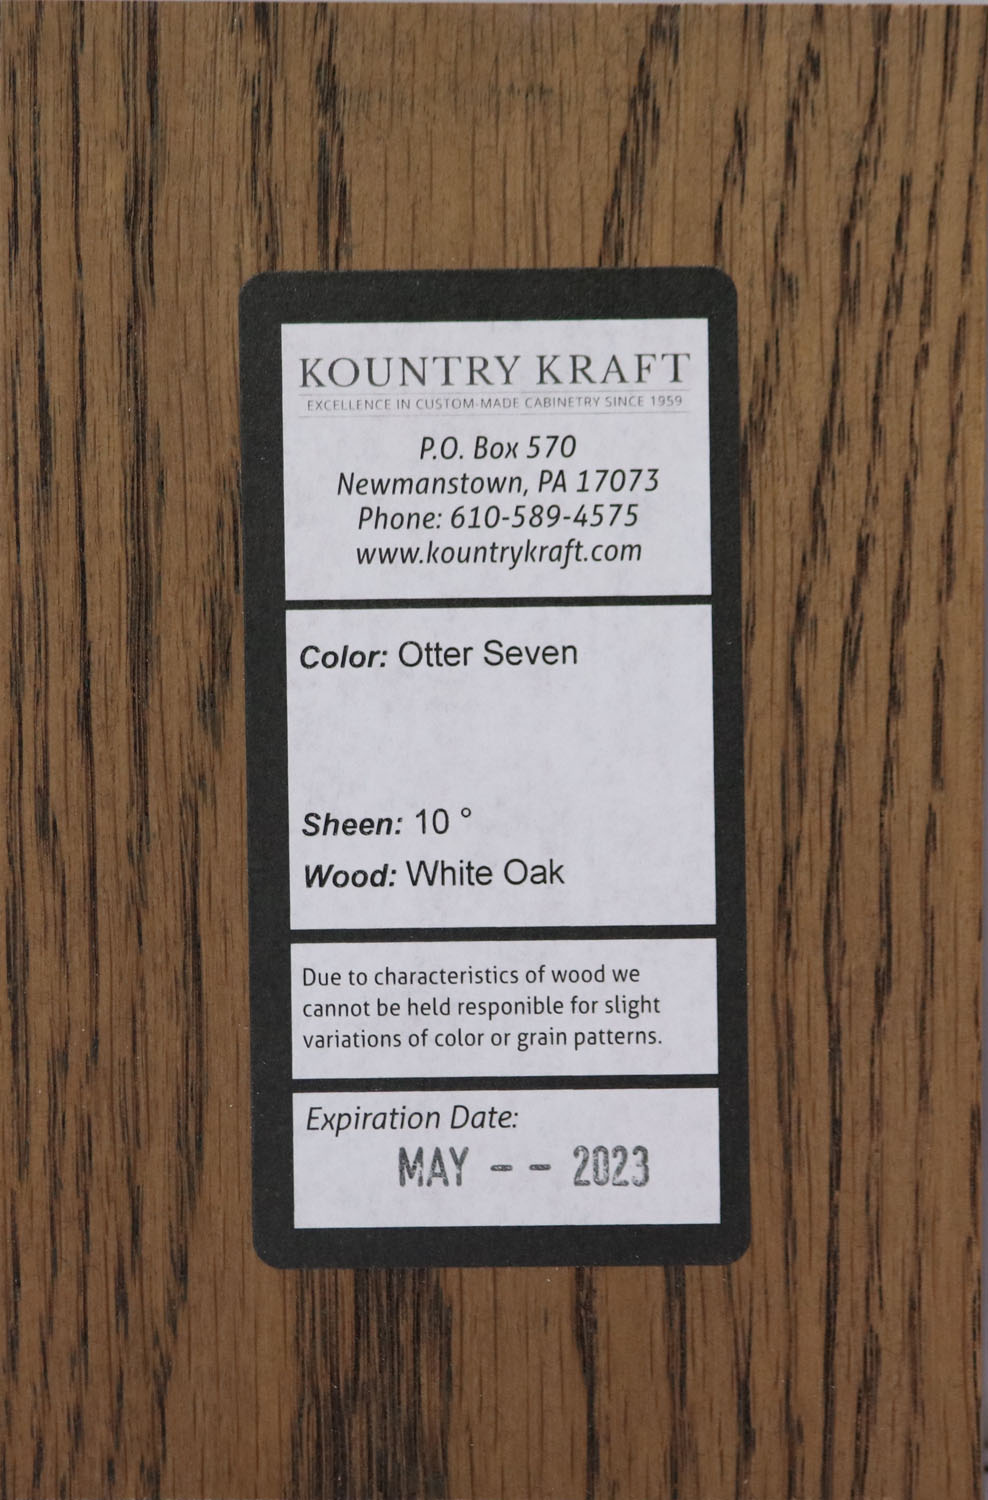 KOUNTRY KRAFT
EXCELLENCE IN CUSTOM-MADE CABINETRY SINCE 1959
P.O. Box 570
Newmanstown, PA 17073
Phone: 610-589-4575
www.kountrykraft.com
Color: Otter Seven
Sheen: 10 °
Wood: White Oak
Due to characteristics of wood we
cannot be held responible for slight
variations of color or grain patterns.
Expiration Date:
MAY -- 2023